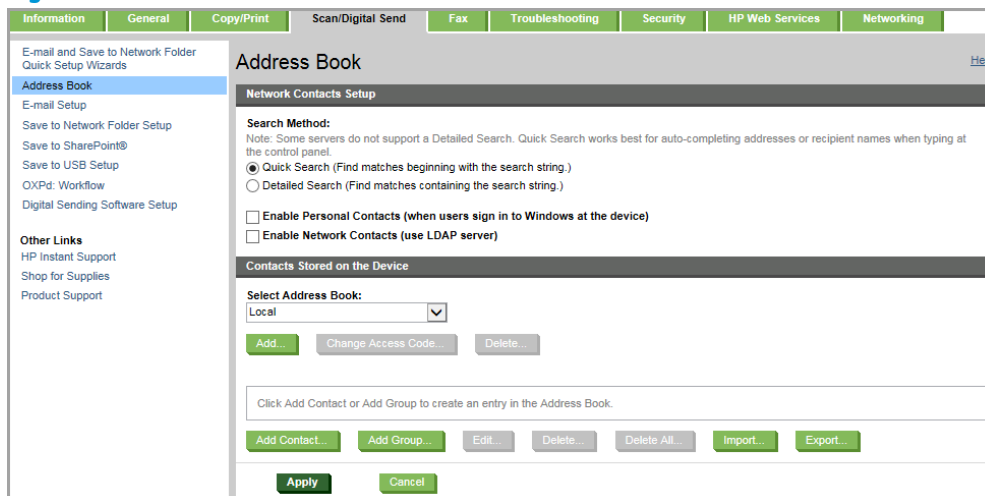 Information General Copy/Print Scan/Digital Send Fax Troubleshooting Security HP Web Services Networking
E-mail and Save to Network Folder
Quick Setup Wizards
Address Book
E-mail Setup
Save to Network Folder Setup
Save to SharePoint®
Save to USB Setup
OXPd: Workflow
Digital Sending Software Setup
Other Links
HP Instant Support
Shop for Supplies
Product Support
Address Book
He
Network Contacts Setup
Search Method:
Note: Some servers do not support a Detailed Search. Quick Search works best for auto-completing addresses or recipient names when typing at
the control panel.
Quick Search (Find matches beginning with the search string.)
Detailed Search (Find matches containing the search string.)
Enable Personal Contacts (when users sign in to Windows at the device)
Enable Network Contacts (use LDAP server)
Contacts Stored on the Device
Select Address Book:
Local
Add... Change Access Code... Delete...
Click Add Contact or Add Group to create an entry in the Address Book.
Add Contact... Add Group... Edit... Delete... Delete All... Import... Export...
Apply Cancel